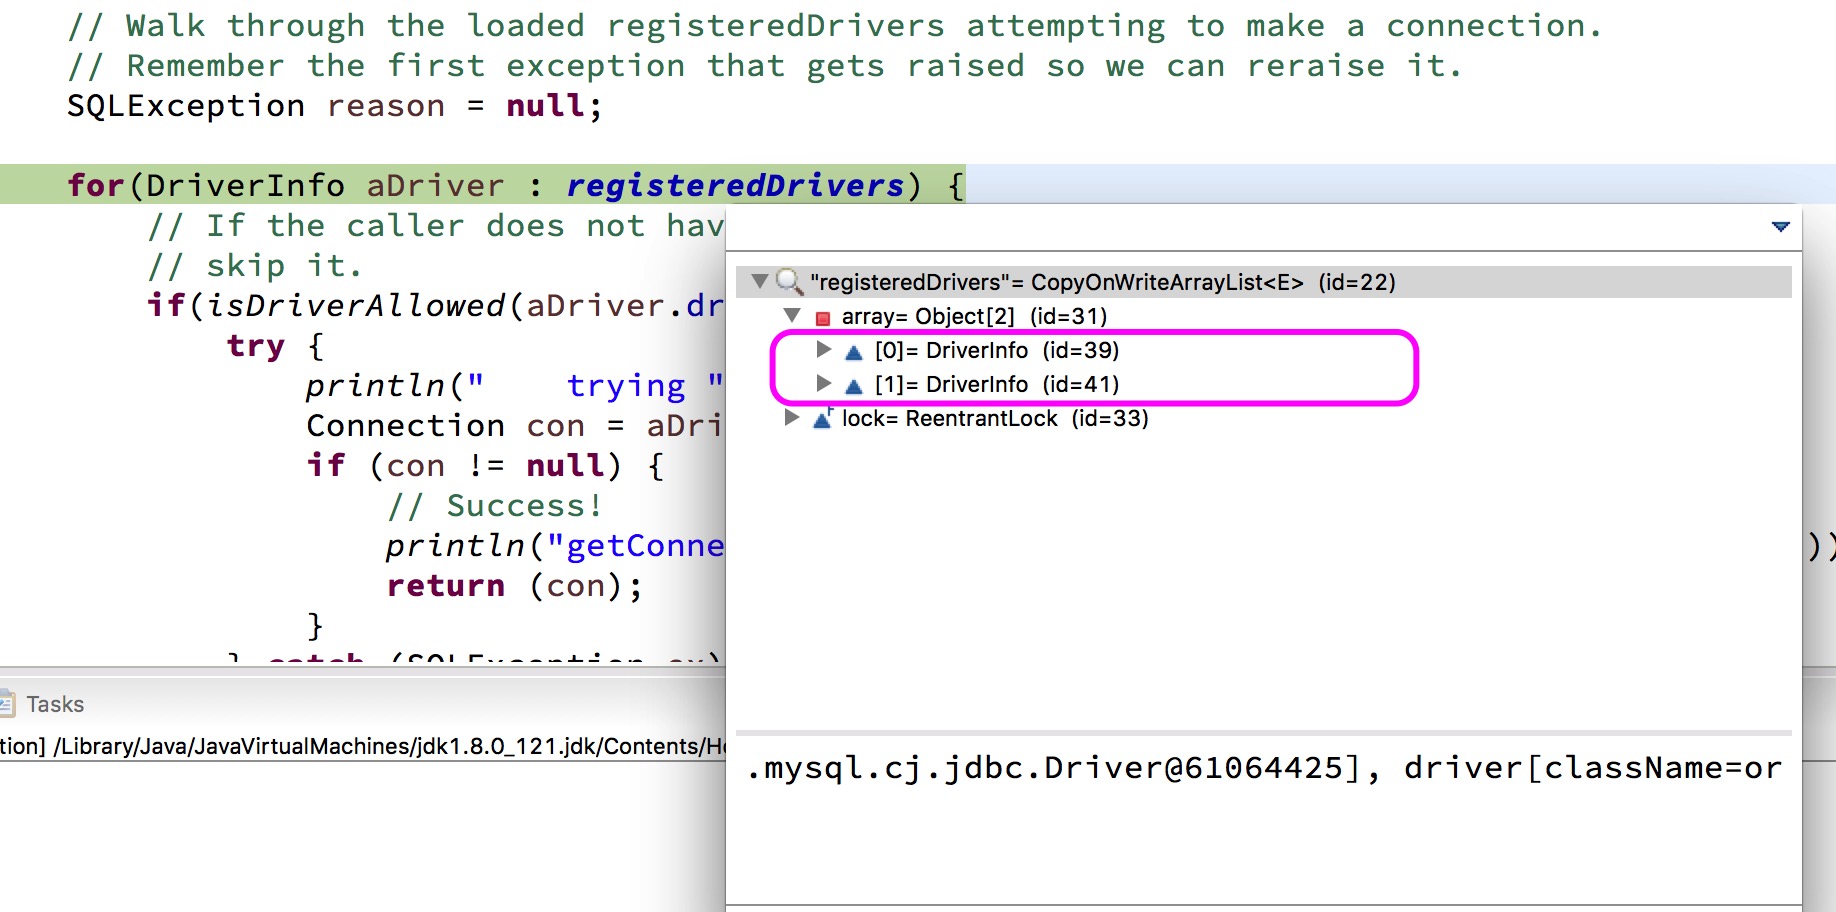 // Walk through the loaded registeredDrivers attempting to make a connection.
// Remember the first exception that gets raised so we can reraise it.
SQLException reason = null;
for(DriverInfo aDriver : registeredDrivers) {
// If the caller does not hav
// skip it.
if(isDriverAllowed(aDriver.dr
try {
println("    trying "
Connection con = aDri
if (con != null) {
// Success!
println("getConne
))
return (con);
}
} catch (SQLException ex)
"registeredDrivers"= CopyOnWriteArrayList<E> (id=22)
array= Object[2] (id=31)
[0]= DriverInfo (id=39)
[1]= DriverInfo (id=41)
lock= ReentrantLock (id=33)
.mysql.cj.jdbc.Driver@61064425], driver[className=or
Tasks
tion] /Library/Java/JavaVirtualMachines/jdk1.8.0_121.jdk/Contents/Ho